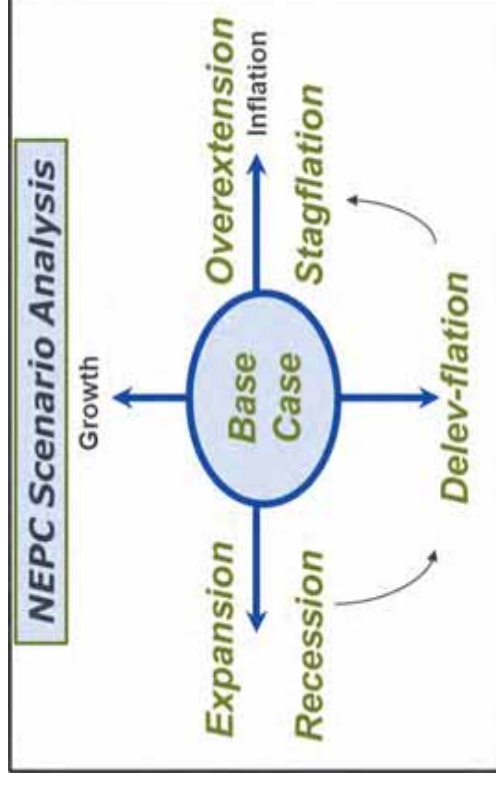 NEPC Scenario Analysis
Growth
Expansion
Overextension
Inflation
Base
Case
Recession
Stagflation
Delev-flation